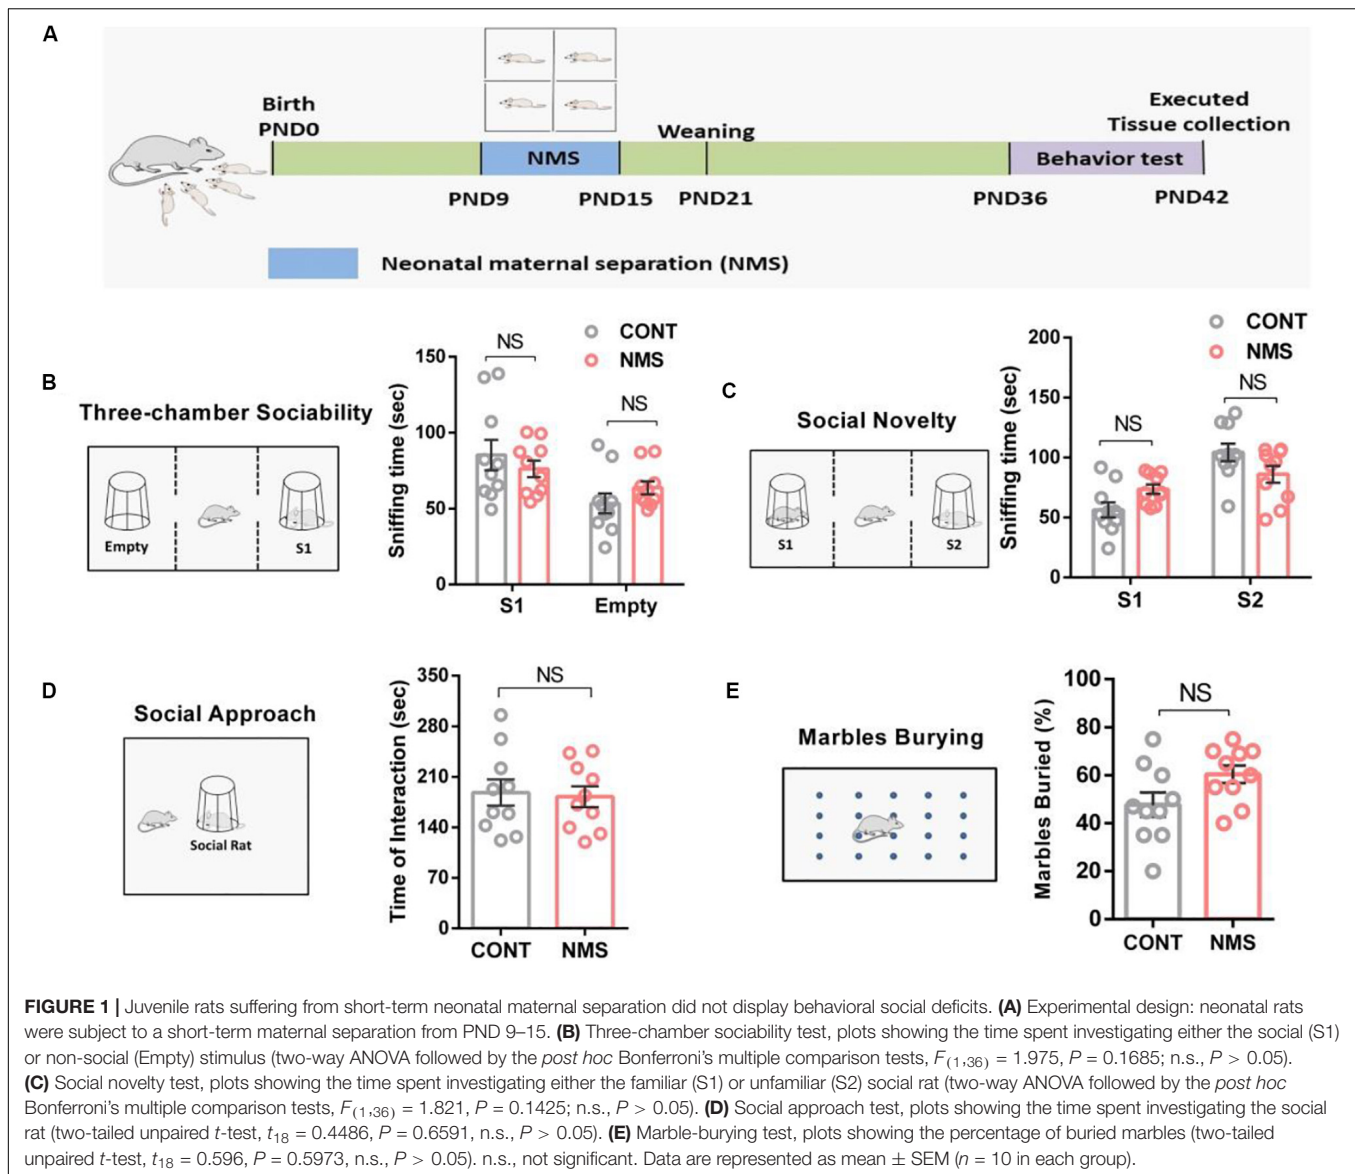 A
Birth
PND0
Executed
Tissue collection
Weaning
NMS
Behavior test
PND9
PND15
PND21
PND36
PND42
Neonatal maternal separation (NMS)
B
Three-chamber Sociability
Empty
S1
CONT
NMS
NS
NS
Sniffing time (sec)
150
100
50
0
S1
Empty
C
Social Novelty
S1
S2
CONT
NMS
NS
NS
Sniffing time (sec)
200
150
100
50
0
S1
S2
D
Social Approach
Social Rat
NS
Time of Interaction (sec)
350
280
210
140
70
0
CONT
NMS
E
Marbles Burying
NS
Marbles Buried (%)
100
80
60
40
20
0
CONT
NMS
FIGURE 1 | Juvenile rats suffering from short-term neonatal maternal separation did not display behavioral social deficits. (A) Experimental design: neonatal rats
were subject to a short-term maternal separation from PND 9–15. (B) Three-chamber sociability test, plots showing the time spent investigating either the social (S1)
or non-social (Empty) stimulus (two-way ANOVA followed by the post hoc Bonferroni's multiple comparison tests, F(1,36) = 1.975, P = 0.1685; n.s., P > 0.05).
(C) Social novelty test, plots showing the time spent investigating either the familiar (S1) or unfamiliar (S2) social rat (two-way ANOVA followed by the post hoc
Bonferroni's multiple comparison tests, F(1,36) = 1.821, P = 0.1425; n.s., P > 0.05). (D) Social approach test, plots showing the time spent investigating the social
rat (two-tailed unpaired t-test, t18 = 0.4486, P = 0.6591, n.s., P > 0.05). (E) Marble-burying test, plots showing the percentage of buried marbles (two-tailed
unpaired t-test, t18 = 0.596, P = 0.5973, n.s., P > 0.05). n.s., not significant. Data are represented as mean ± SEM (n = 10 in each group).